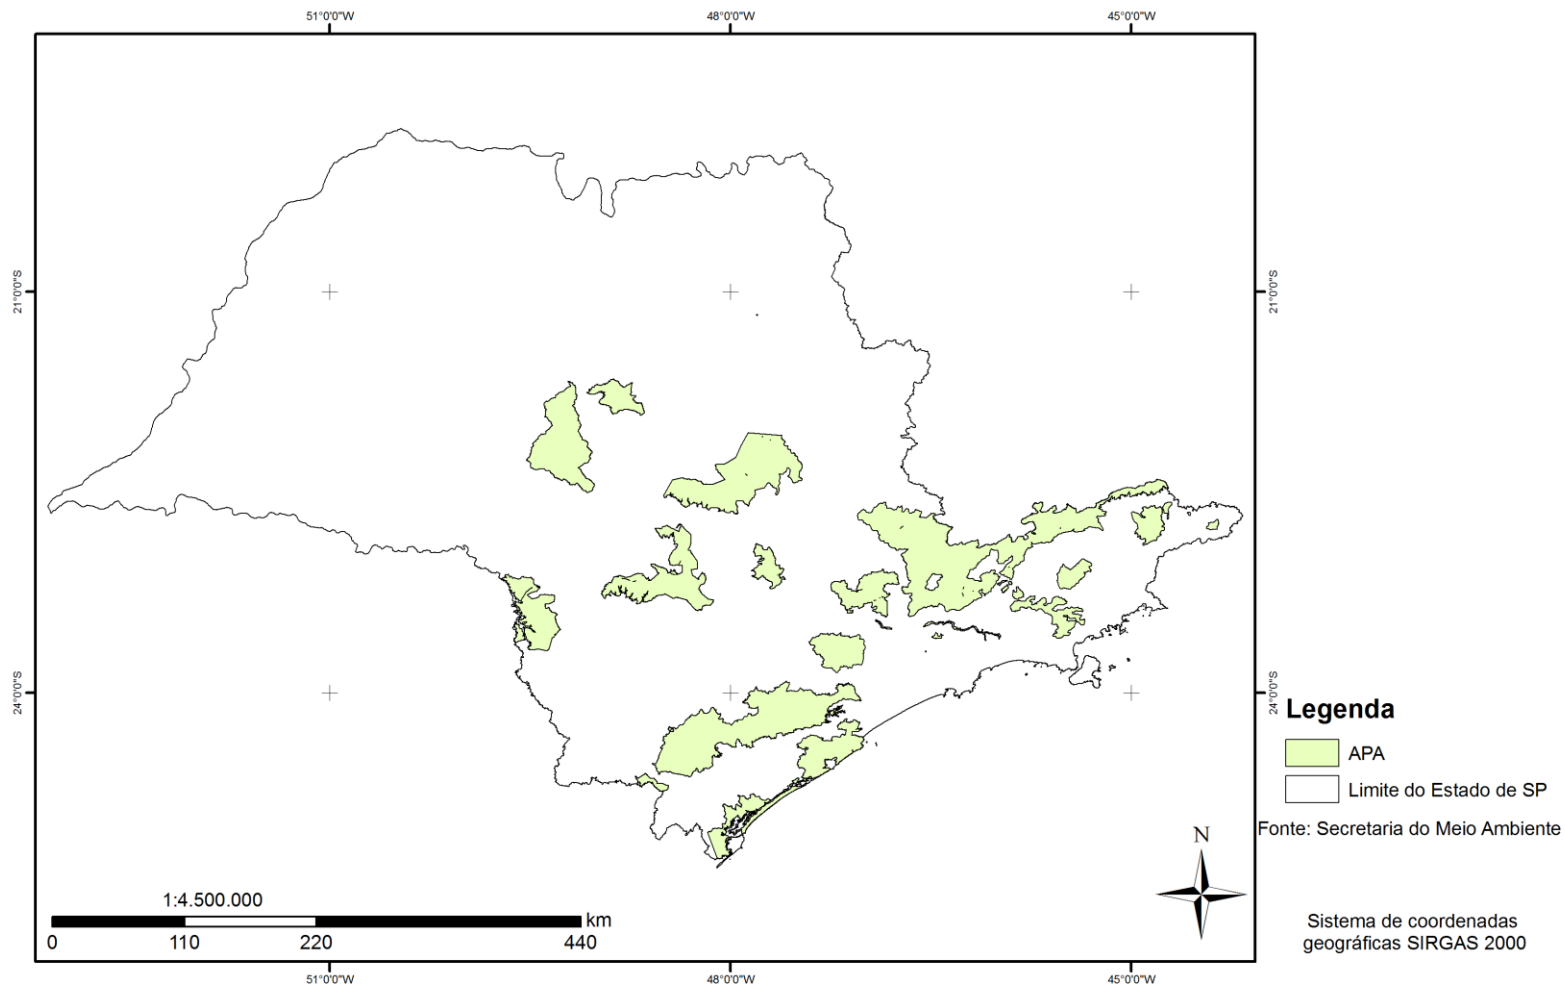 51°0'0"W
48°0'0"W
45°0'0"W
21°0'0"S
21°0'0"S
24°0'0"S
24°0'0"S
Legenda
APA
Limite do Estado de SP
Fonte: Secretaria do Meio Ambiente
N
1:4.500.000
km
0 110 220 440
Sistema de coordenadas
geográficas SIRGAS 2000
51°0'0"W
48°0'0"W
45°0'0"W